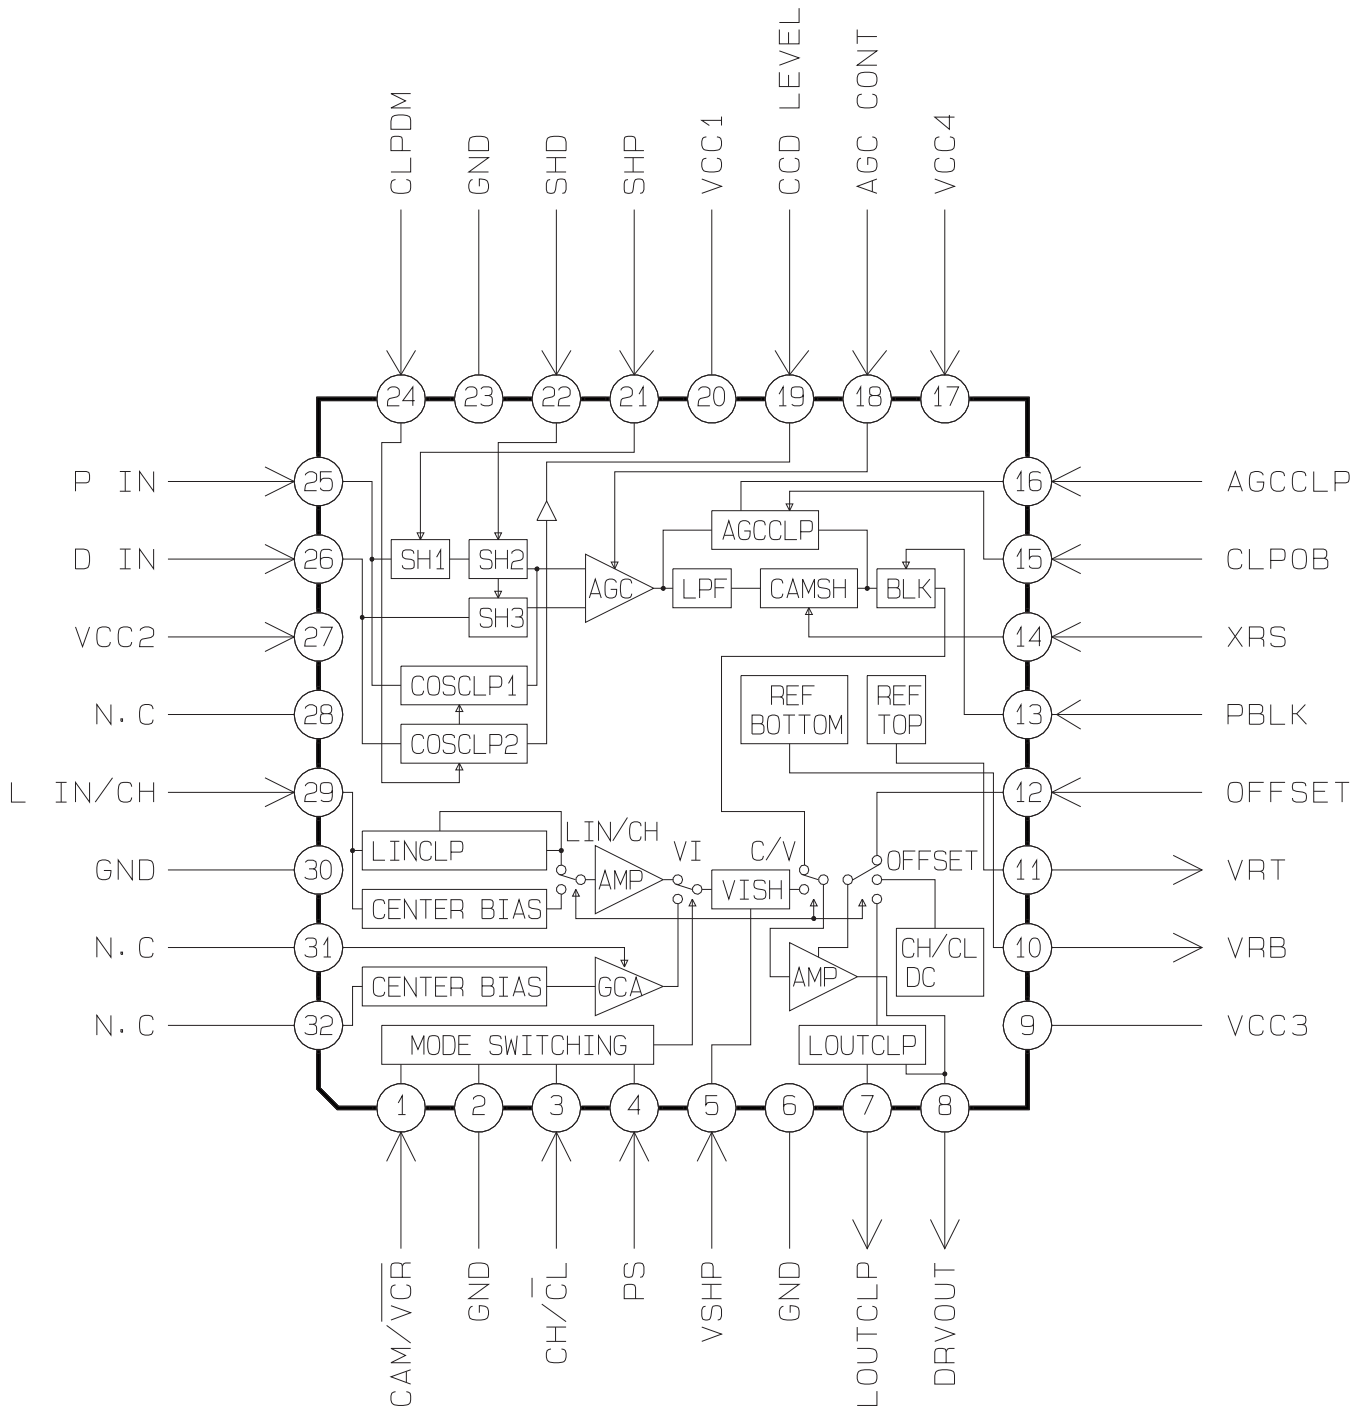 CLPDM
GND
SHD
SHP
VCC1
CCD LEVEL
AGC CONT
VCC4
24
23
22
21
20
19
18
17
P IN
25
16
AGCCLP
AGCCLP
D IN
26
SH1
SH2
15
CLPOB
AGC
LPF
CAMSH
BLK
SH3
VCC2
27
14
XRS
COSCLP1
REF
BOTTOM
REF
TOP
N.C
28
13
PBLK
COSCLP2
L IN/CH
29
12
OFFSET
LIN/CH
VI
C/V
OFFSET
LINCLP
GND
30
AMP
VISH
11
VRT
CENTER BIAS
N.C
31
CH/CL
DC
10
VRB
CENTER BIAS
GCA
AMP
N.C
32
9
VCC3
MODE SWITCHING
LOUTCLP
1
2
3
4
5
6
7
8
CAM/V̅C̅R̅
GND
CH/C̅L
PS
VSHP
GND
LOUTCLP
DRVOUT